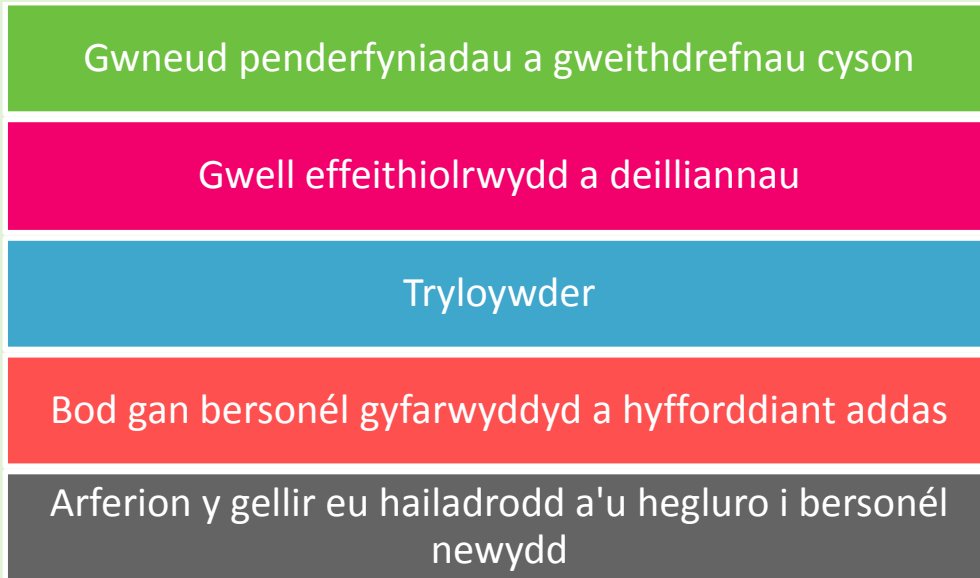 Gwneud penderfyniadau a gweithdrefnau cyson
Gwell effeithiolrwydd a deilliannau
Tryloywder
Bod gan bersonél gyfarwyddyd a hyfforddiant addas
Arferion y gellir eu hailadrodd a'u hegluro i bersonél
newydd